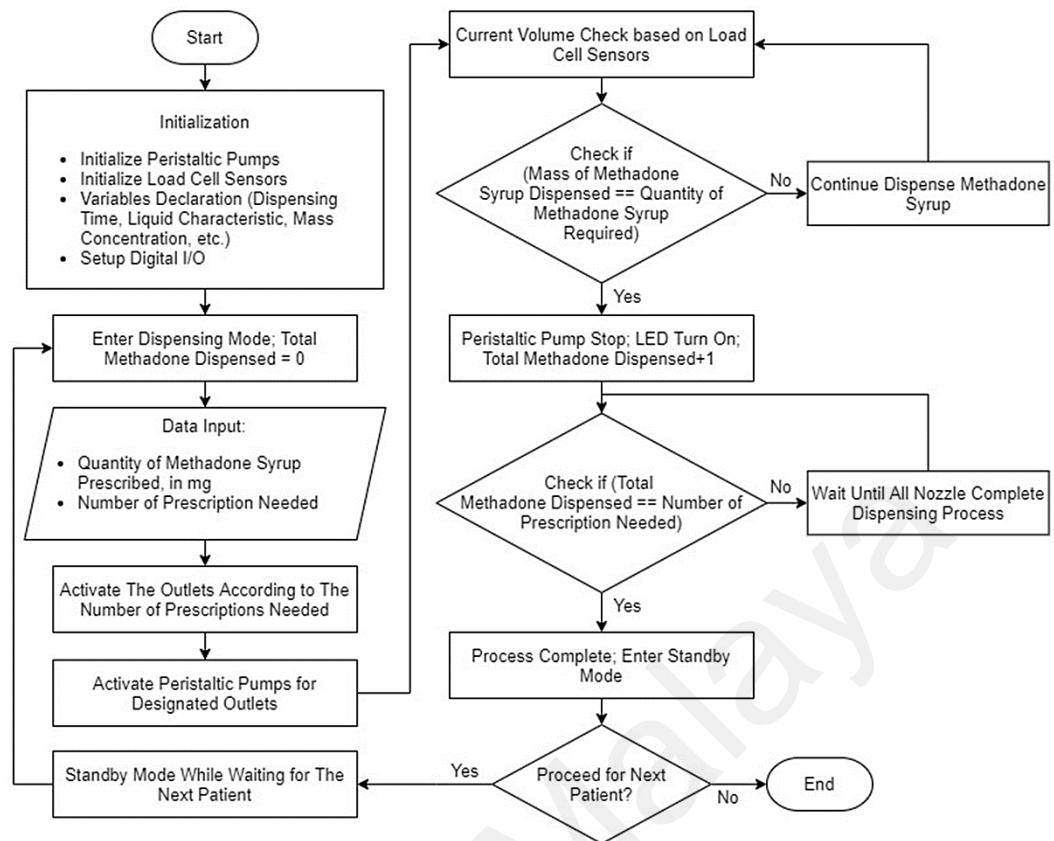 Start
Initialization
• Initialize Peristaltic Pumps
• Initialize Load Cell Sensors
• Variables Declaration (Dispensing
Time, Liquid Characteristic, Mass
Concentration, etc.)
• Setup Digital I/O
Enter Dispensing Mode; Total
Methadone Dispensed = 0
Data Input:
• Quantity of Methadone Syrup
Prescribed, in mg
• Number of Prescription Needed
Activate The Outlets According to The
Number of Prescriptions Needed
Activate Peristaltic Pumps for
Designated Outlets
Current Volume Check based on Load
Cell Sensors
Check if
(Mass of Methadone
Syrup Dispensed == Quantity of
Methadone Syrup
Required)
No
Continue Dispense Methadone
Syrup
Yes
Peristaltic Pump Stop; LED Turn On;
Total Methadone Dispensed+1
Check if (Total
Methadone Dispensed == Number of
Prescription Needed)
No
Wait Until All Nozzle Complete
Dispensing Process
Yes
Process Complete; Enter Standby
Mode
Proceed for Next
Patient?
Yes
Standby Mode While Waiting for The
Next Patient
No
End
Malaya